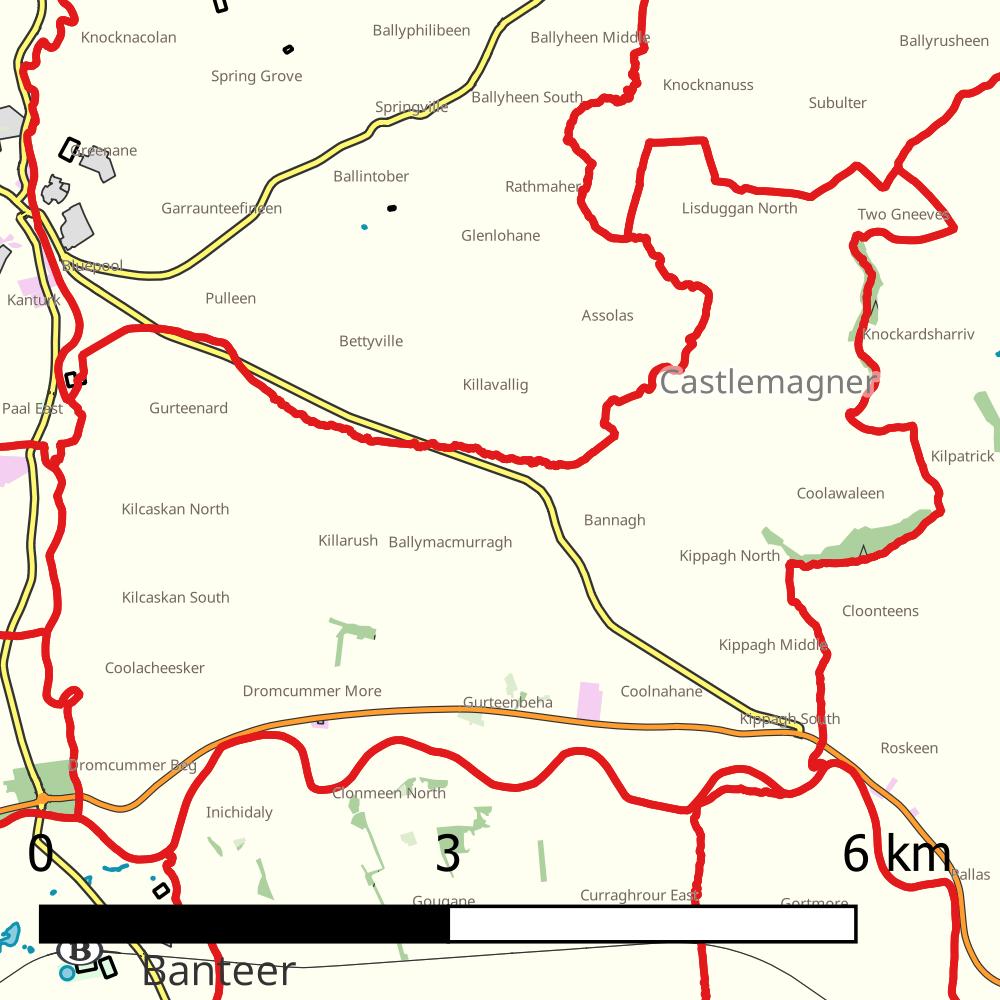 Ballyphilibeen
Knocknacolan
Ballyheen Middle
Ballyrusheen
Spring Grove
Knocknanuss
Ballyheen South
Subulter
Springville
Greenane
Ballintober
Rathmaher
Garraunteefineen
Lisduggan North
Two Gneeves
Glenlohane
Bluepool
Kanturk
Pulleen
Assolas
Knockardsharriv
Bettyville
Castlemagner
Killavallig
Paal East
Gurteenard
Kilpatrick
Coolawaleen
Kilcaskan North
Bannagh
Killarush
Ballymacmurragh
Kippagh North
Kilcaskan South
Cloonteens
Kippagh Middle
Coolacheesker
Dromcummer More
Coolnahane
Gurteenbeha
Kippagh South
Roskeen
Dromcummer Beg
Clonmeen North
Inichidaly
0
3
6 km
Pallas
Curraghrour East
Gougane
Gortmore
B
Banteer